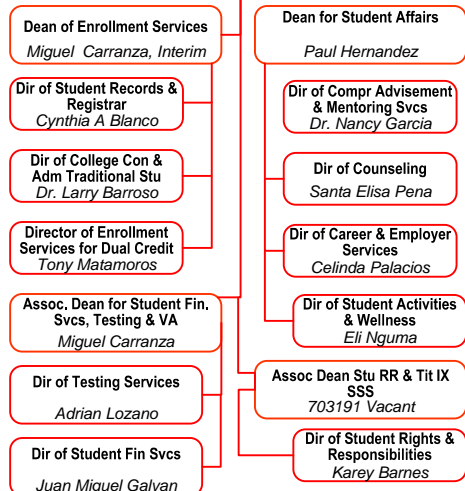 Dean of Enrollment Services
Miguel Carranza, Interim
Dir of Student Records &
Registrar
Cynthia A Blanco
Dir of College Con &
Adm Traditional Stu
Dr. Larry Barroso
Director of Enrollment
Services for Dual Credit
Tony Matamoros
Assoc. Dean for Student Fin.
Svcs, Testing & VA
Miguel Carranza
Dir of Testing Services
Adrian Lozano
Dir of Student Fin Svcs
Juan Miguel Galvan
Dean for Student Affairs
Paul Hernandez
Dir of Compr Advisement
& Mentoring Svcs
Dr. Nancy Garcia
Dir of Counseling
Santa Elisa Pena
Dir of Career & Employer
Services
Celinda Palacios
Dir of Student Activities
& Wellness
Eli Nguma
Assoc Dean Stu RR & Tit IX
SSS
703191 Vacant
Dir of Student Rights &
Responsibilities
Karey Barnes